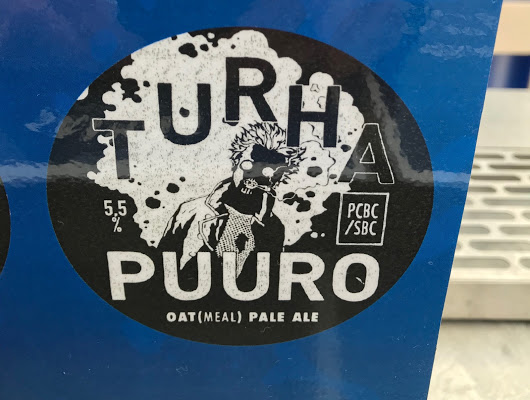 TURHA
5,5
%
PCBC
/SBC
PUURO
OAT(MEAL) PALE ALE